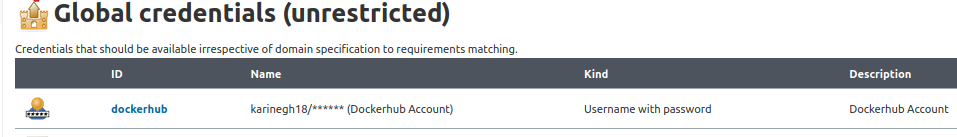 Global credentials (unrestricted)
Credentials that should be available irrespective of domain specification to requirements matching.
ID Name Kind Description
dockerhub karinegh18/****** (Dockerhub Account) Username with password Dockerhub Account